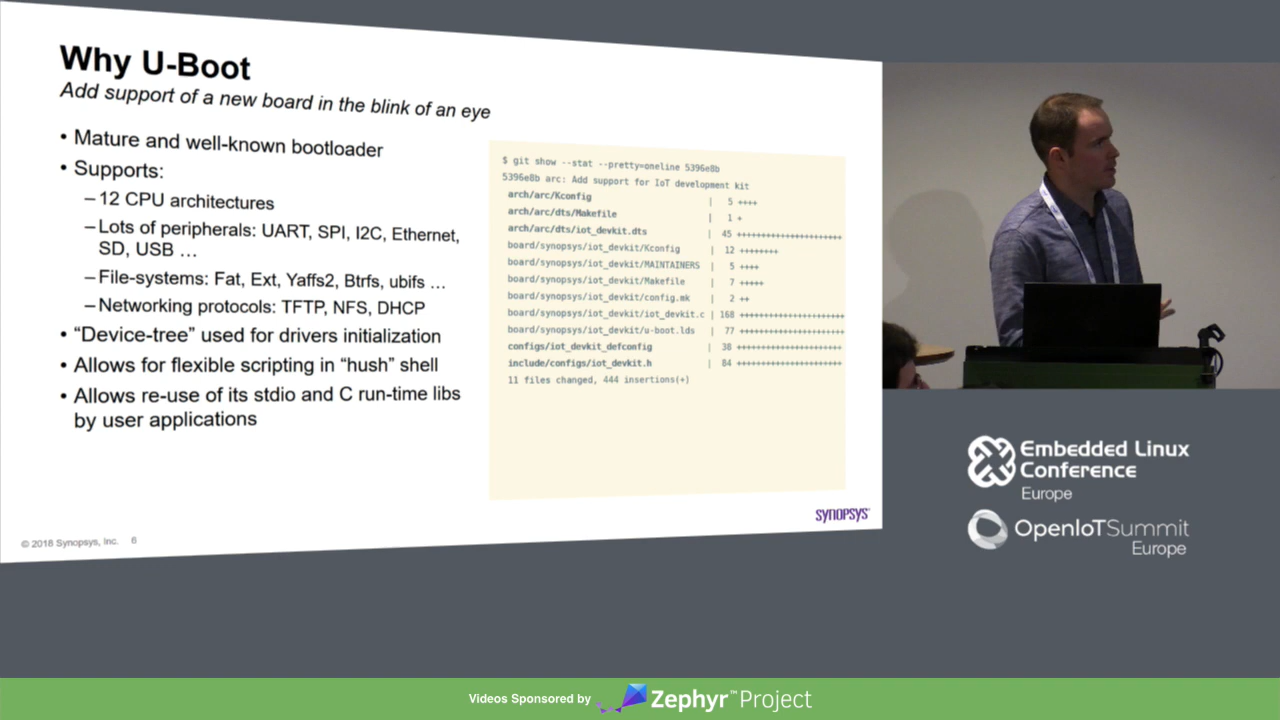 Why U-Boot
Add support of a new board in the blink of an eye
• Mature and well-known bootloader
• Supports:
– 12 CPU architectures
– Lots of peripherals: UART, SPI, I2C, Ethernet,
SD, USB …
– File-systems: Fat, Ext, Yaffs2, Btrfs, ubifs …
– Networking protocols: TFTP, NFS, DHCP
• “Device-tree” used for drivers initialization
• Allows for flexible scripting in “hush” shell
• Allows re-use of its stdio and C run-time libs
by user applications
$ git show --stat --pretty=oneline 5396e8b
5396e8b arc: Add support for IoT development kit
arch/arc/Kconfig | 5 ++++
arch/arc/dts/Makefile | 1 +
arch/arc/dts/iot_devkit.dts | 45 ++++++++++++++++++++++
board/synopsys/iot_devkit/Kconfig | 12 ++++++++
board/synopsys/iot_devkit/MAINTAINERS | 5 ++++
board/synopsys/iot_devkit/Makefile | 7 +++++
board/synopsys/iot_devkit/config.mk | 2 ++
board/synopsys/iot_devkit/iot_devkit.c | 168 ++++++++++++++++++++++
board/synopsys/iot_devkit/u-boot.lds | 77 ++++++++++++++++++++++
configs/iot_devkit_defconfig | 38 ++++++++++++++++++++++
include/configs/iot_devkit.h | 84 ++++++++++++++++++++++
11 files changed, 444 insertions(+)
SYNOPSYS
© 2018 Synopsys, Inc. 6
Embedded Linux
Conference
Europe
OpenIoTSummit
Europe
Videos Sponsored by Zephyr™Project